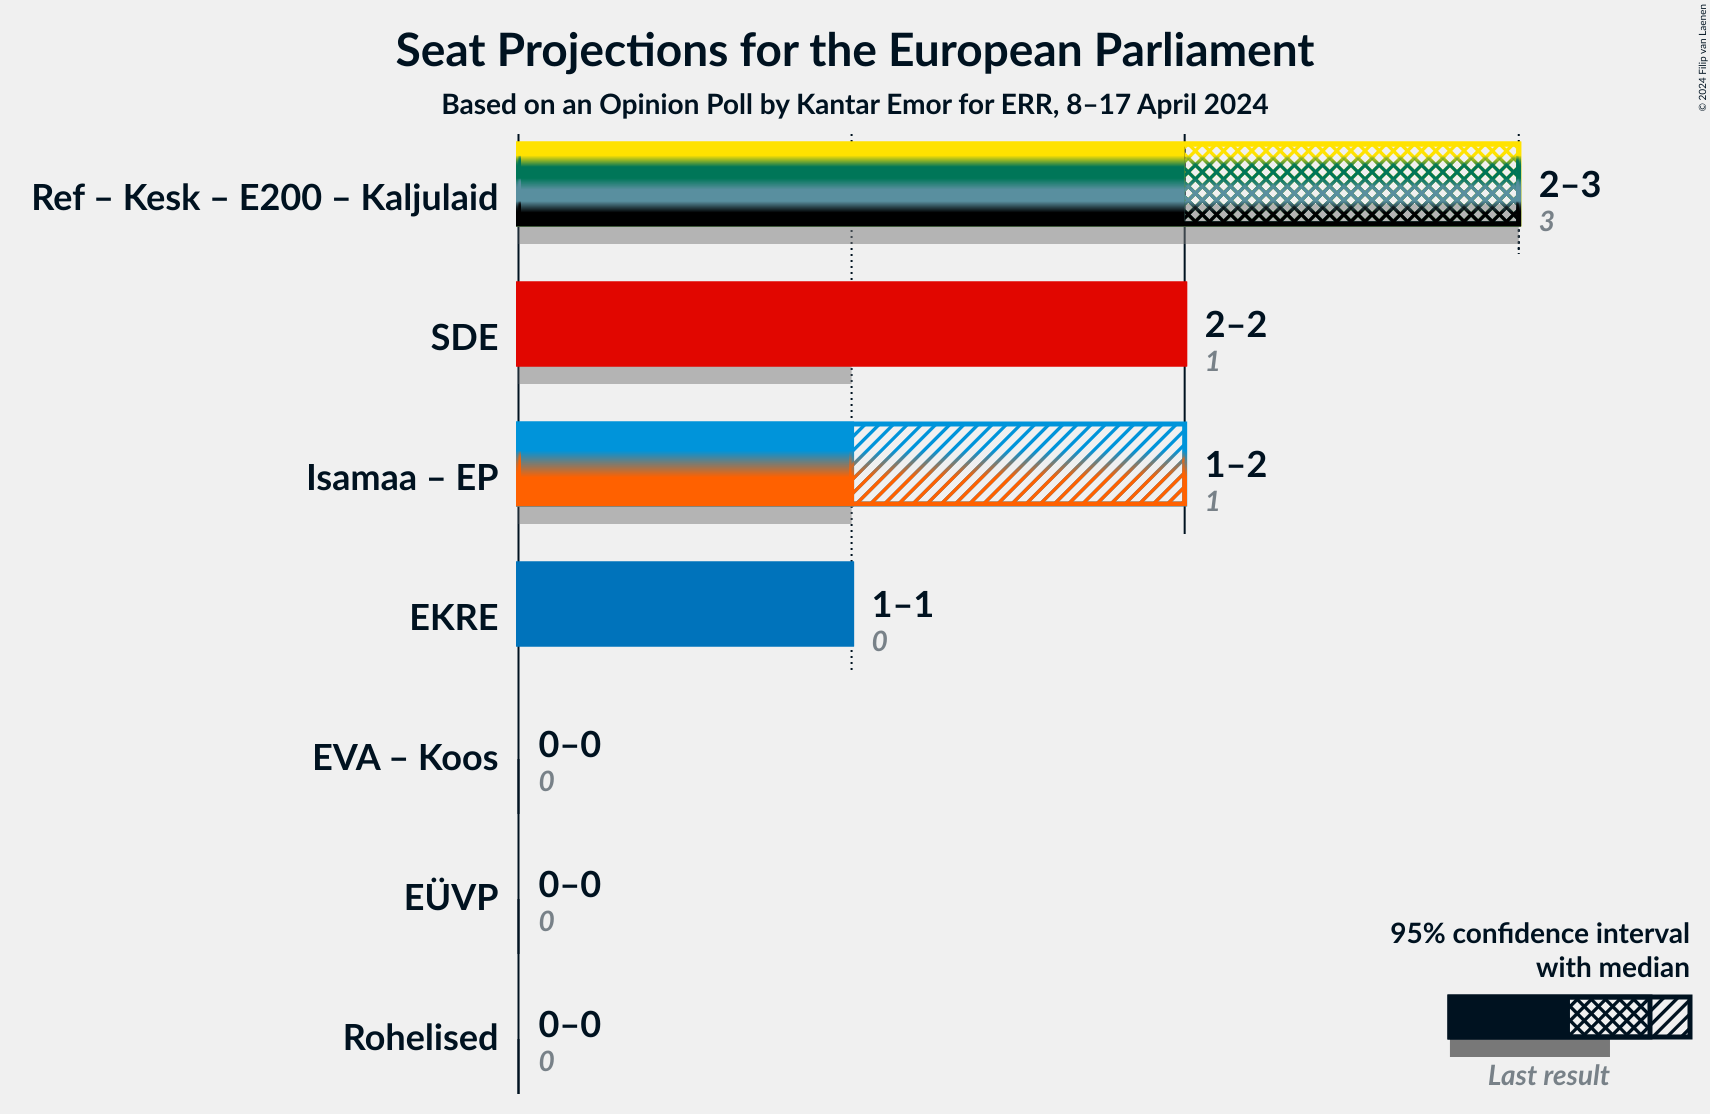 Seat Projections for the European Parliament
Based on an Opinion Poll by Kantar Emor for ERR, 8–17 April 2024
© 2024 Filip van Laenen
Ref – Kesk – E200 – Kaljulaid
2–3
3
SDE
2–2
1
Isamaa – EP
1–2
1
EKRE
1–1
0
EVA – Koos
0–0
0
EÜVP
0–0
0
Rohelised
0–0
0
95% confidence interval
with median
Last result